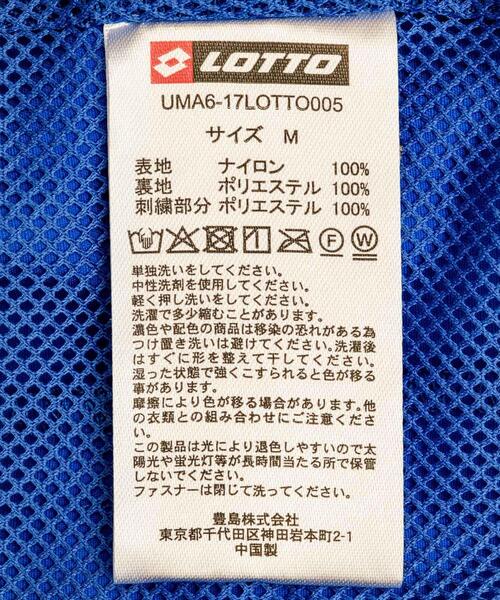 LOTTO
UMA6-17LOTTO005
サイズ M
表地 ナイロン 100%
裏地 ポリエステル 100%
刺繍部分 ポリエステル 100%
F W
単独洗いをしてください。
中性洗剤を使用してください。
軽く押し洗いをしてください。
洗濯で多少縮むことがあります。
濃色や配色の商品は移染の恐れがある為
つけ置き洗いは避けてください。洗濯後
はすぐに形を整えて干してください。
湿った状態で強くこすられると色が移る
事があります。
摩擦により色が移る場合があります。他
の衣類との組み合わせにご注意くださ
い。
この製品は光により退色しやすいので太
陽光や蛍光灯等が長時間当たる所で保管
しないでください。
ファスナーは閉じて洗ってください。
豊島株式会社
東京都千代田区神田岩本町2-1
中国製